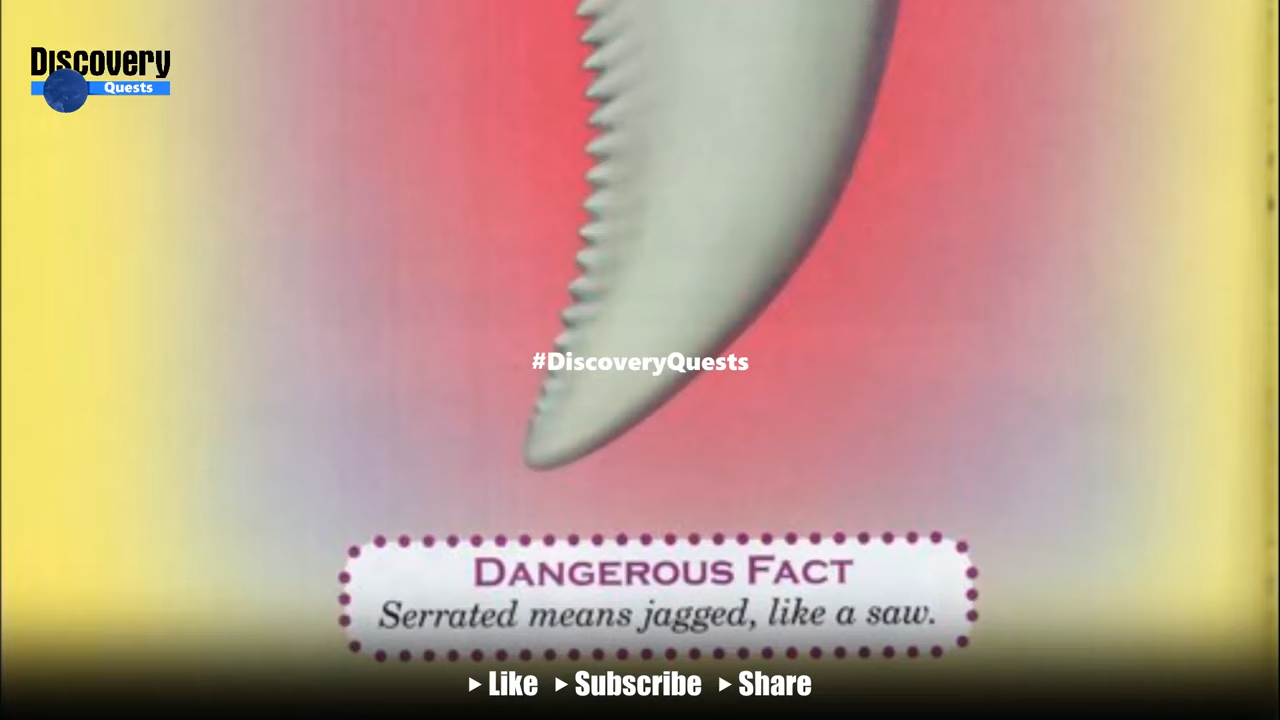 Discovery
Quests
#DiscoveryQuests
DANGEROUS FACT
Serrated means jagged, like a saw.
Like Subscribe Share